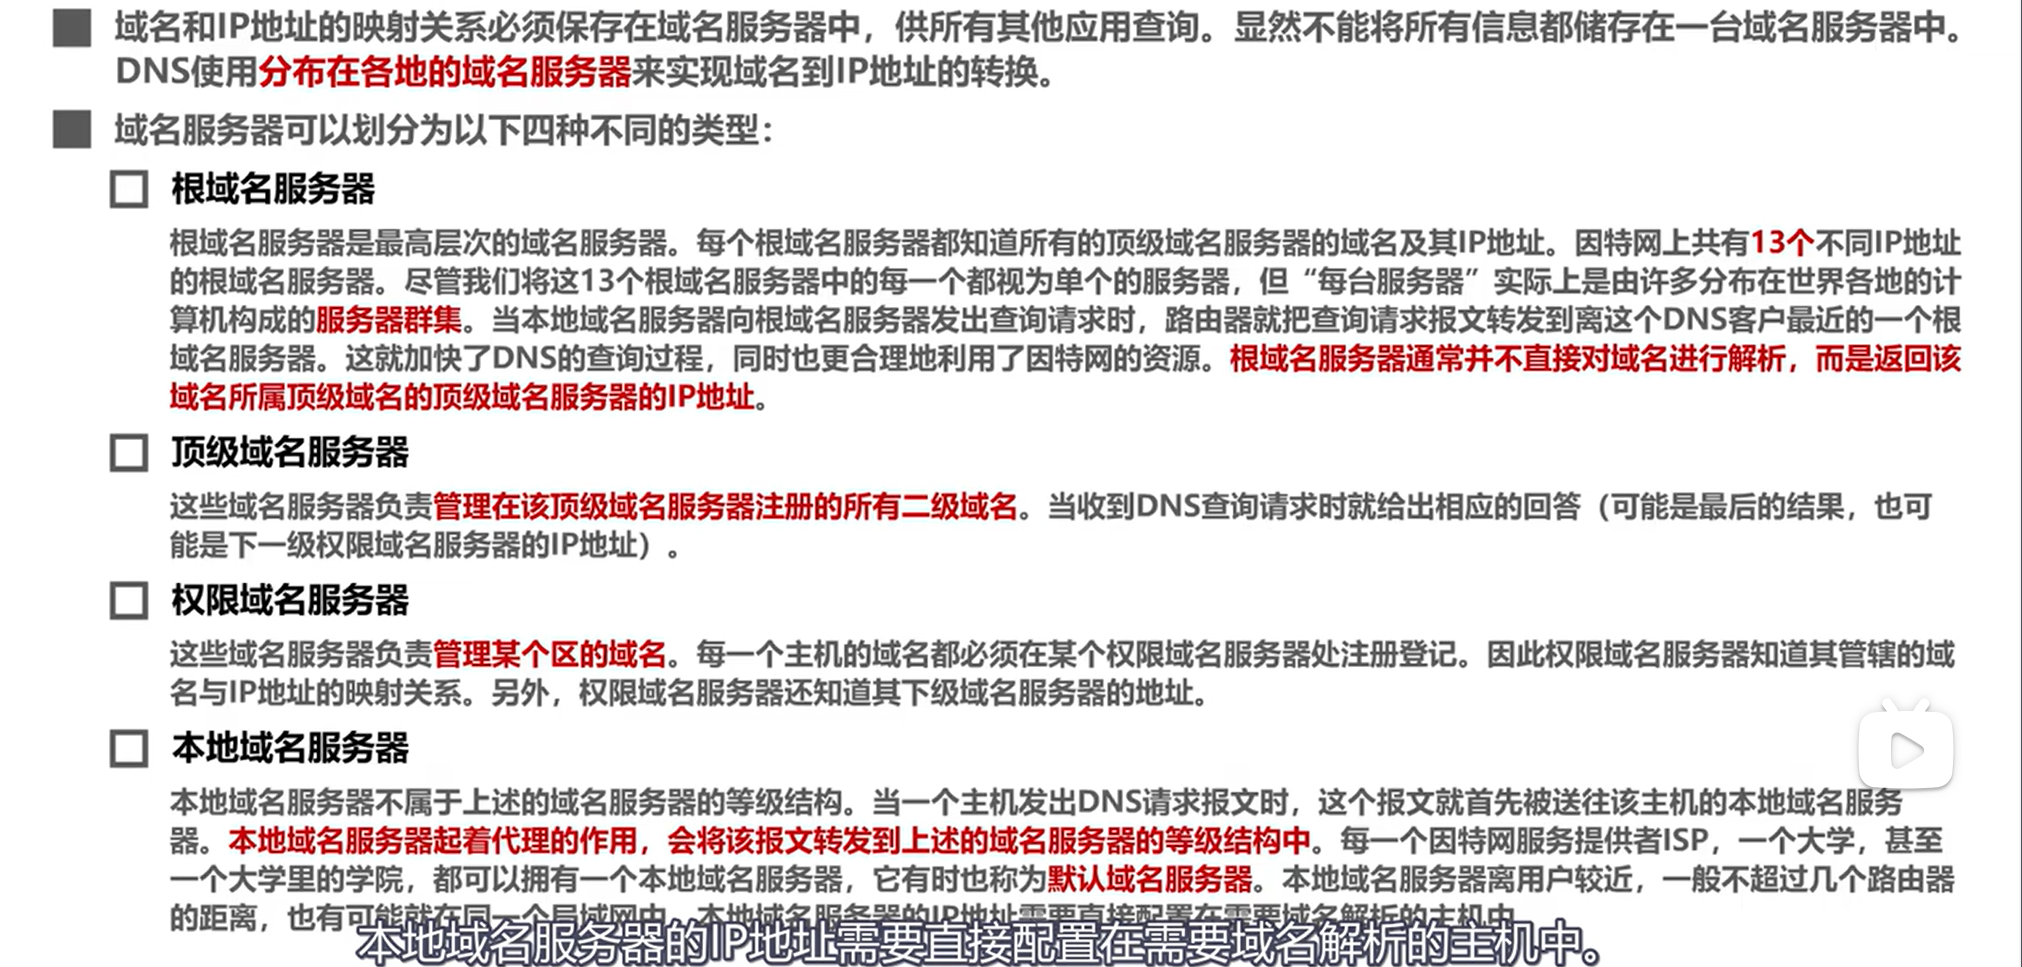 域名和IP地址的映射关系必须保存在域名服务器中，供所有其他应用查询。显然不能将所有信息都储存在一台域名服务器中。
DNS使用分布在各地的域名服务器来实现域名到IP地址的转换。
域名服务器可以划分为以下四种不同的类型：
根域名服务器
根域名服务器是最高层次的域名服务器。每个根域名服务器都知道所有的顶级域名服务器的域名及其IP地址。因特网上共有13个不同IP地址
的根域名服务器。尽管我们将这13个根域名服务器中的每一个都视为单个的服务器，但“每台服务器”实际上是由许多分布在世界各地的计
算机构成的服务器群集。当本地域名服务器向根域名服务器发出查询请求时，路由器就把查询请求报文转发到离这个DNS客户最近的一个根
域名服务器。这就加快了DNS的查询过程，同时也更合理地利用了因特网的资源。根域名服务器通常并不直接对域名进行解析，而是返回该
域名所属顶级域名的顶级域名服务器的IP地址。
顶级域名服务器
这些域名服务器负责管理在该顶级域名服务器注册的所有二级域名。当收到DNS查询请求时就给出相应的回答（可能是最后的结果，也可
能是下一级权限域名服务器的IP地址）。
权限域名服务器
这些域名服务器负责管理某个区的域名。每一个主机的域名都必须在某个权限域名服务器处注册登记。因此权限域名服务器知道其管辖的域
名与IP地址的映射关系。另外，权限域名服务器还知道其下级域名服务器的地址。
本地域名服务器
本地域名服务器不属于上述的域名服务器的等级结构。当一个主机发出DNS请求报文时，这个报文就首先被送往该主机的本地域名服务
器。本地域名服务器起着代理的作用，会将该报文转发到上述的域名服务器的等级结构中。每一个因特网服务提供者ISP，一个大学，甚至
一个大学里的学院，都可以拥有一个本地域名服务器，它有时也称为默认域名服务器。本地域名服务器离用户较近，一般不超过几个路由器
的距离，也有可能就在同一个局域网中。本地域名服务器的IP地址需要直接配置在需要域名解析的主机中。
本地域名服务器的IP地址需要直接配置在需要域名解析的主机中。